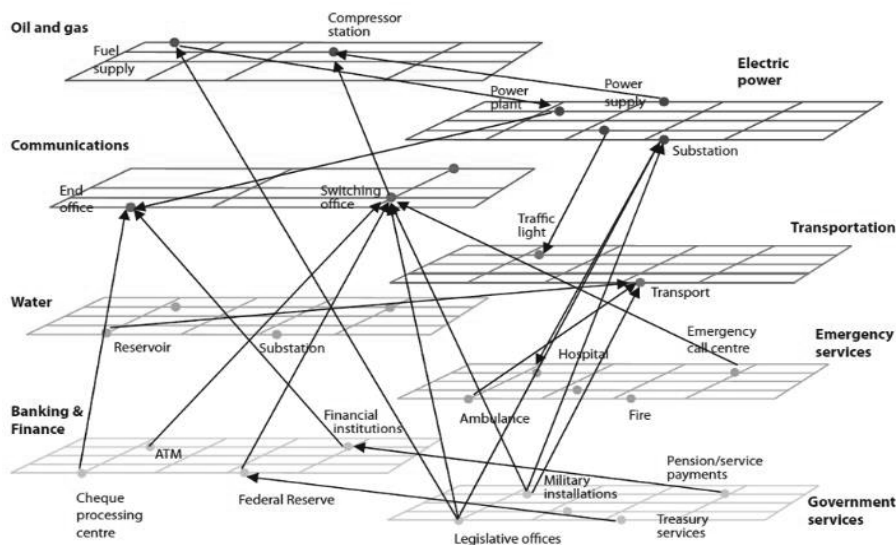 Oil and gas
Compressor
station
Fuel
supply
Electric
power
Power
plant
Power
supply
Substation
Communications
End
office
Switching
office
Traffic
light
Transportation
Transport
Water
Reservoir
Substation
Emergency
call centre
Emergency
services
Hospital
Ambulance
Fire
Banking &
Finance
Financial
institutions
ATM
Cheque
processing
centre
Federal Reserve
Pension/service
payments
Military
installations
Government
services
Legislative offices
Treasury
services